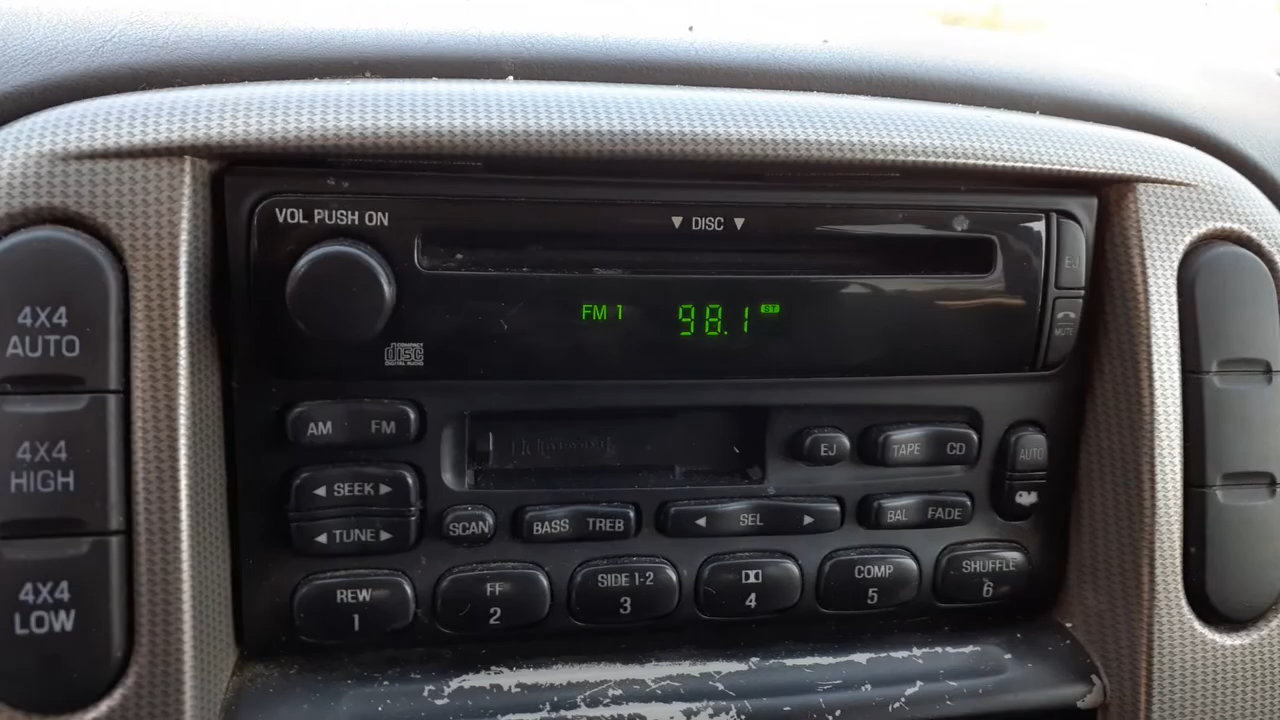 VOL PUSH ON
▼ DISC ▼
EJ
4X4
AUTO
FM 1 98.1 ST
MUTE
COMPACT
disc
DIGITAL AUDIO
AM FM
EJ
TAPE CD
AUTO
4X4
HIGH
◀ SEEK ▶
◀ TUNE ▶
SCAN
BASS TREB
◀ SEL ▶
BAL FADE
4X4
LOW
REW
1
FF
2
SIDE 1-2
3
4
COMP
5
SHUFFLE
6